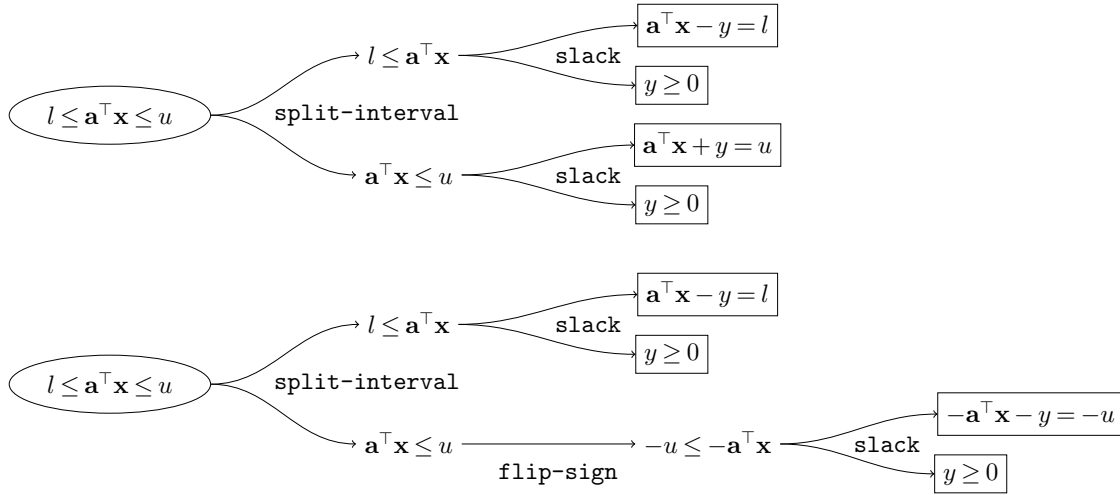 a⊤x − y = l
l ≤ a⊤x
slack
y ≥ 0
l ≤ a⊤x ≤ u
split-interval
a⊤x + y = u
a⊤x ≤ u
slack
y ≥ 0
a⊤x − y = l
l ≤ a⊤x
slack
y ≥ 0
l ≤ a⊤x ≤ u
split-interval
−a⊤x − y = −u
a⊤x ≤ u
−u ≤ −a⊤x
slack
flip-sign
y ≥ 0